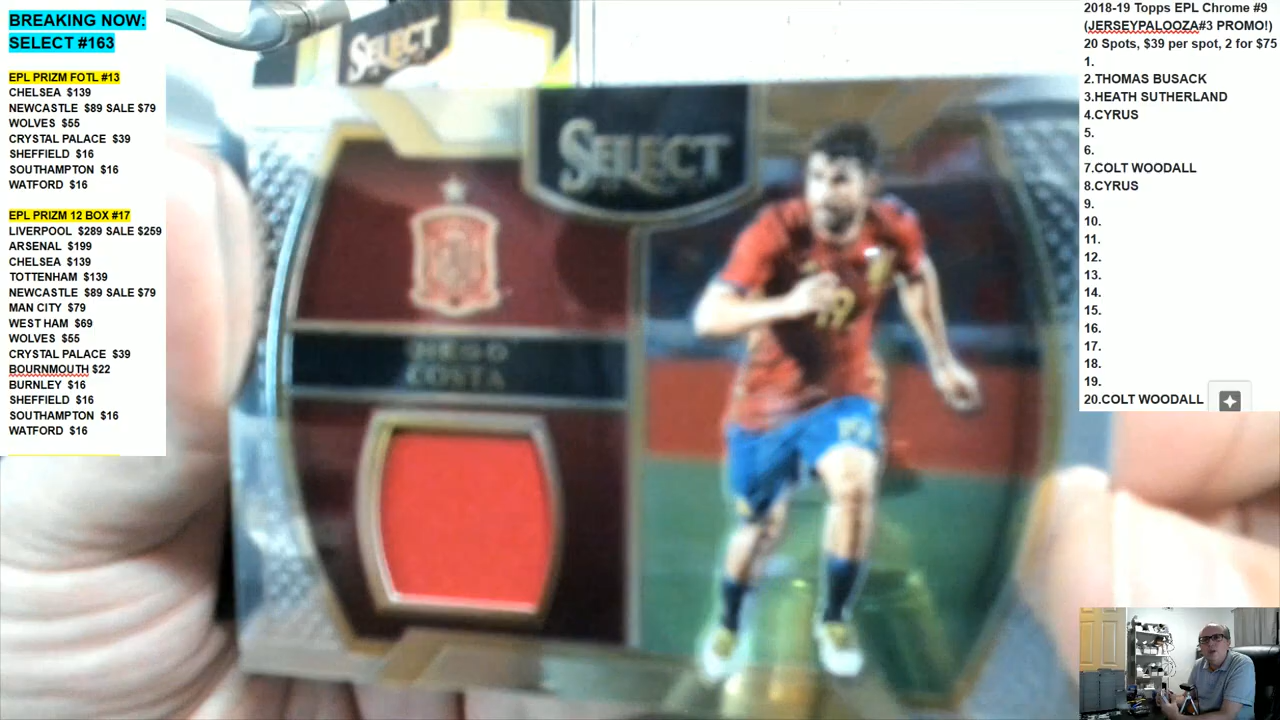 BREAKING NOW:
SELECT #163
EPL PRIZM FOTL #13
CHELSEA $139
NEWCASTLE $89 SALE $79
WOLVES $55
CRYSTAL PALACE $39
SHEFFIELD $16
SOUTHAMPTON $16
WATFORD $16
EPL PRIZM 12 BOX #17
LIVERPOOL $289 SALE $259
ARSENAL $199
CHELSEA $139
TOTTENHAM $139
NEWCASTLE $89 SALE $79
MAN CITY $79
WEST HAM $69
WOLVES $55
CRYSTAL PALACE $39
BOURNMOUTH $22
BURNLEY $16
SHEFFIELD $16
SOUTHAMPTON $16
WATFORD $16
SELECT
SELECT
DIEGO
COSTA
19
19
2018-19 Topps EPL Chrome #9
(JERSEYPALOOZA#3 PROMO!)
20 Spots, $39 per spot, 2 for $75
1.
2.THOMAS BUSACK
3.HEATH SUTHERLAND
4.CYRUS
5.
6.
7.COLT WOODALL
8.CYRUS
9.
10.
11.
12.
13.
14.
15.
16.
17.
18.
19.
20.COLT WOODALL